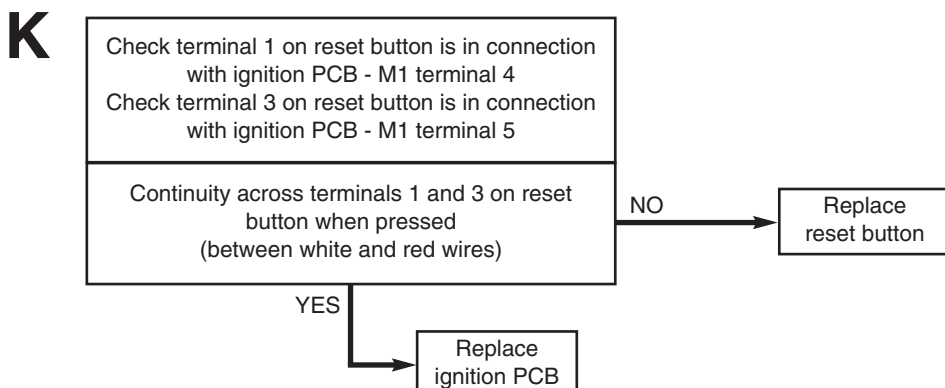 K
Check terminal 1 on reset button is in connection
with ignition PCB - M1 terminal 4
Check terminal 3 on reset button is in connection
with ignition PCB - M1 terminal 5
Continuity across terminals 1 and 3 on reset
button when pressed
(between white and red wires)
NO
Replace
reset button
YES
Replace
ignition PCB